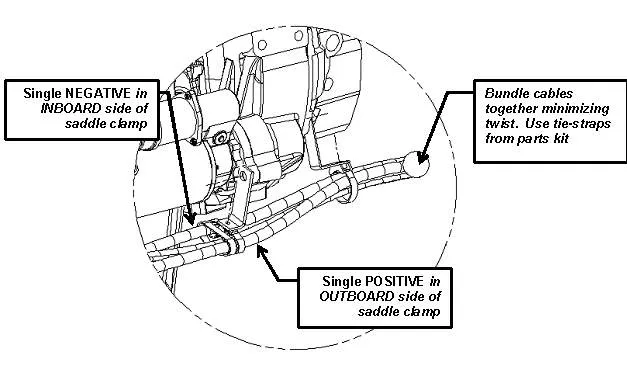 Single NEGATIVE in
INBOARD side of
saddle clamp
Bundle cables
together minimizing
twist. Use tie-straps
from parts kit
Single POSITIVE in
OUTBOARD side of
saddle clamp